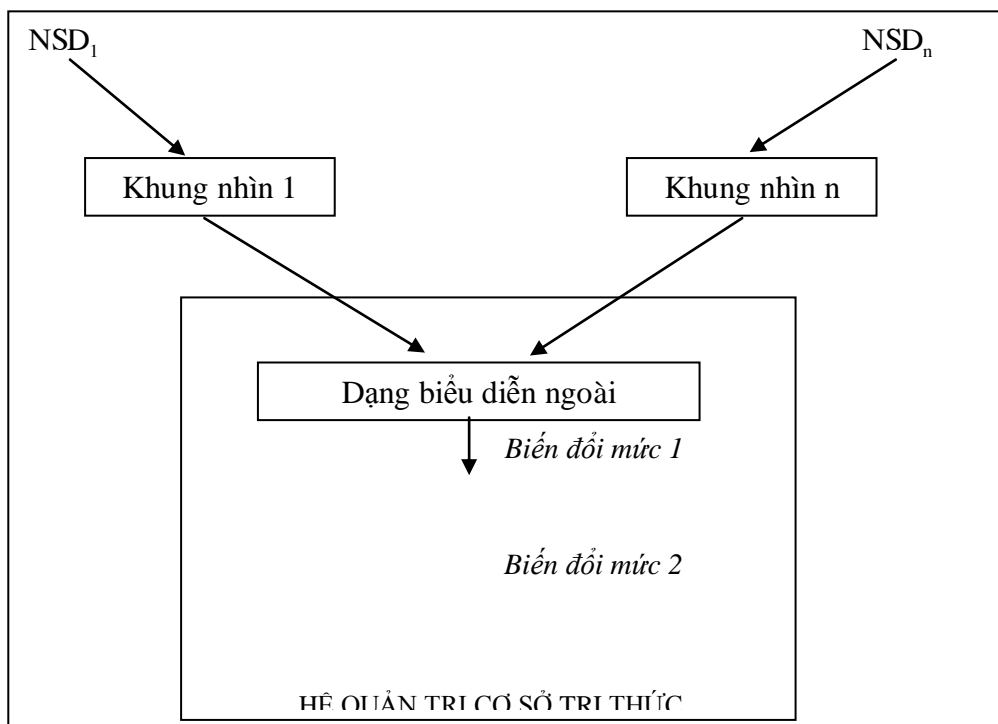 NSD₁ NSDₙ
Khung nhìn 1 Khung nhìn n
Dạng biểu diễn ngoài
Biến đổi mức 1
Biến đổi mức 2
HỆ QUẢN TRỊ CƠ SỞ TRI THỨC